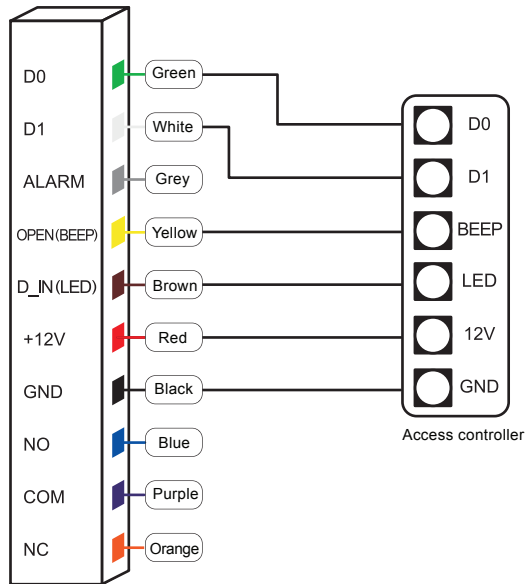 D0 Green
D1 White
ALARM Grey
OPEN(BEEP) Yellow
D_IN(LED) Brown
+12V Red
GND Black
NO Blue
COM Purple
NC Orange
D0
D1
BEEP
LED
12V
GND
Access controller